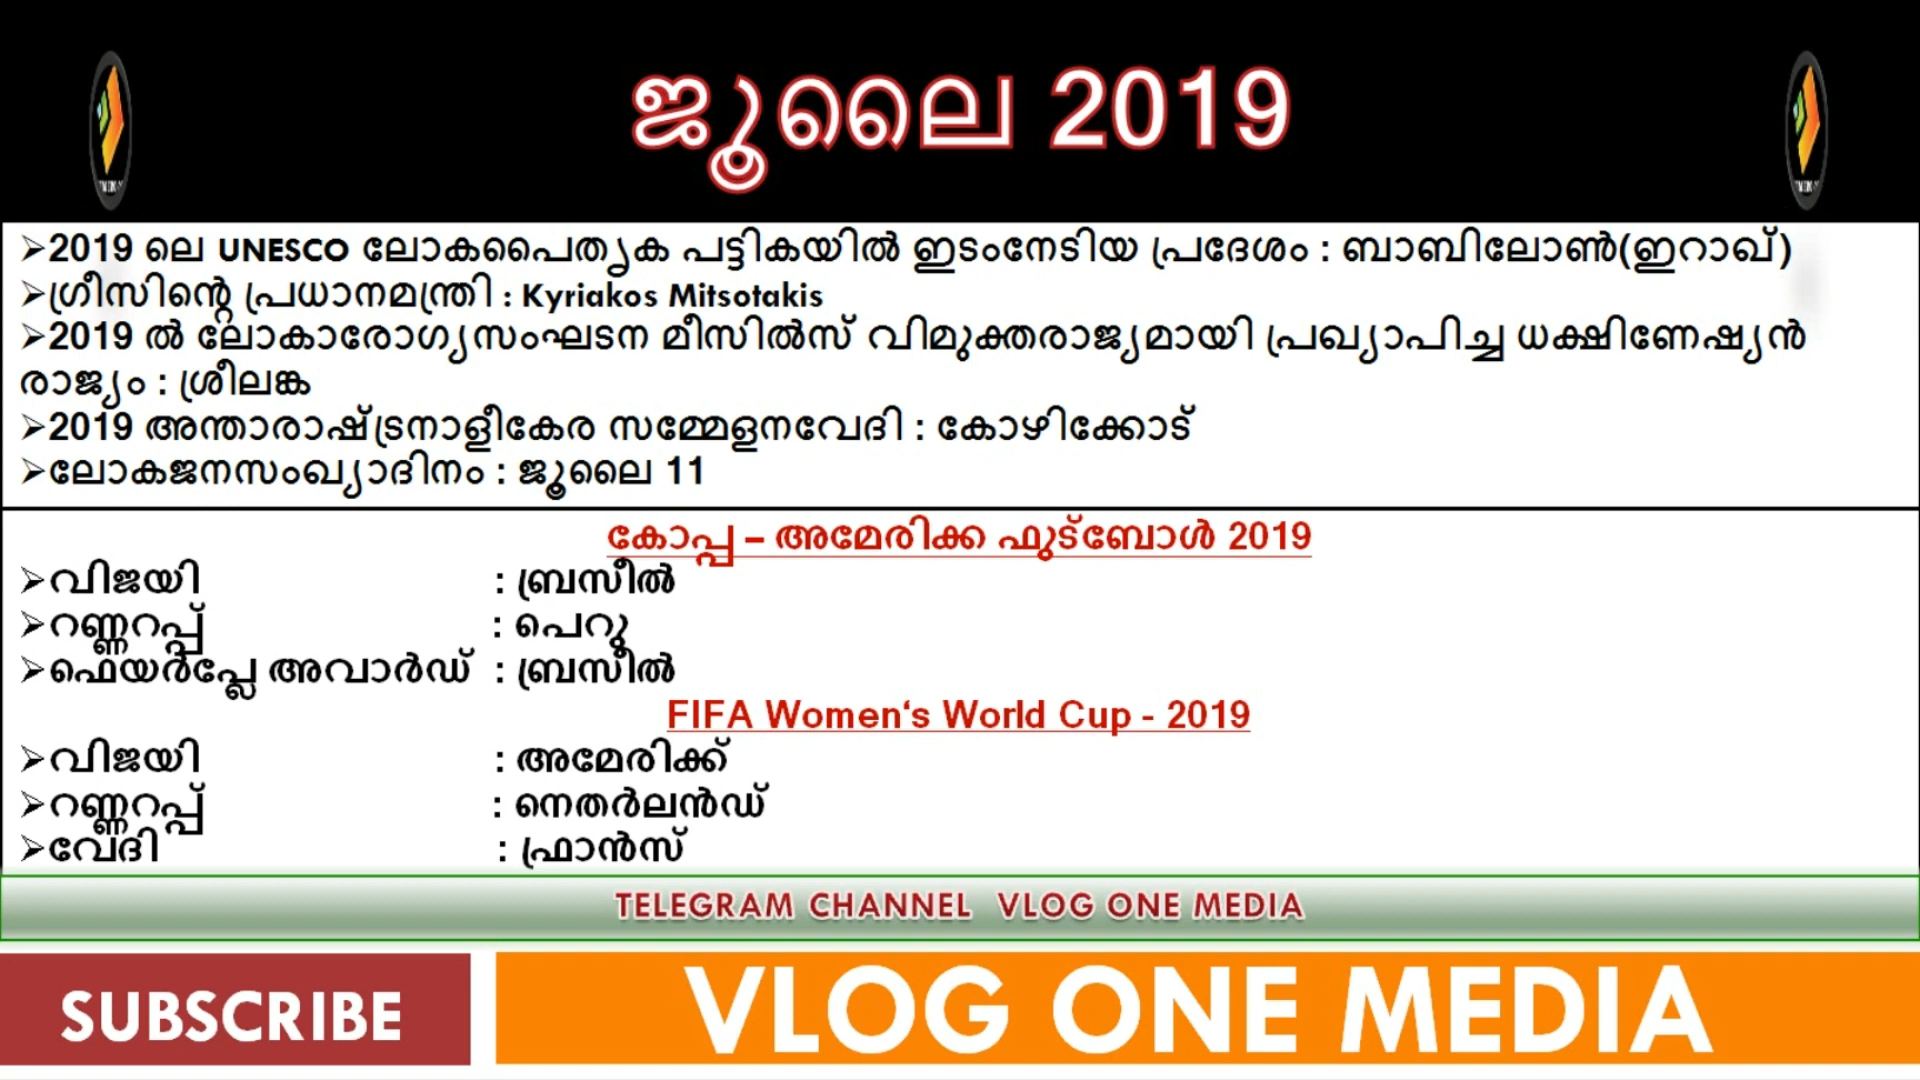 ജൂലൈ 2019
➢2019 ലെ UNESCO ലോകപൈതൃക പട്ടികയിൽ ഇടംനേടിയ പ്രദേശം : ബാബിലോൺ(ഇറാഖ്)
➢ഗ്രീസിന്റെ പ്രധാനമന്ത്രി : Kyriakos Mitsotakis
➢2019 ൽ ലോകാരോഗ്യസംഘടന മീസിൽസ് വിമുക്തരാജ്യമായി പ്രഖ്യാപിച്ച ധക്ഷിണേഷ്യൻ
രാജ്യം : ശ്രീലങ്ക
➢2019 അന്താരാഷ്ട്രനാളീകേര സമ്മേളനവേദി : കോഴിക്കോട്
➢ലോകജനസംഖ്യാദിനം : ജൂലൈ 11
കോപ്പ – അമേരിക്ക ഫുട്ബോൾ 2019
➢വിജയി : ബ്രസീൽ
➢റണ്ണറപ്പ് : പെറു
➢ഫെയർപ്ലേ അവാർഡ് : ബ്രസീൽ
FIFA Women‘s World Cup - 2019
➢വിജയി : അമേരിക്ക്
➢റണ്ണറപ്പ് : നെതർലൻഡ്
➢വേദി : ഫ്രാൻസ്
TELEGRAM CHANNEL VLOG ONE MEDIA
SUBSCRIBE VLOG ONE MEDIA